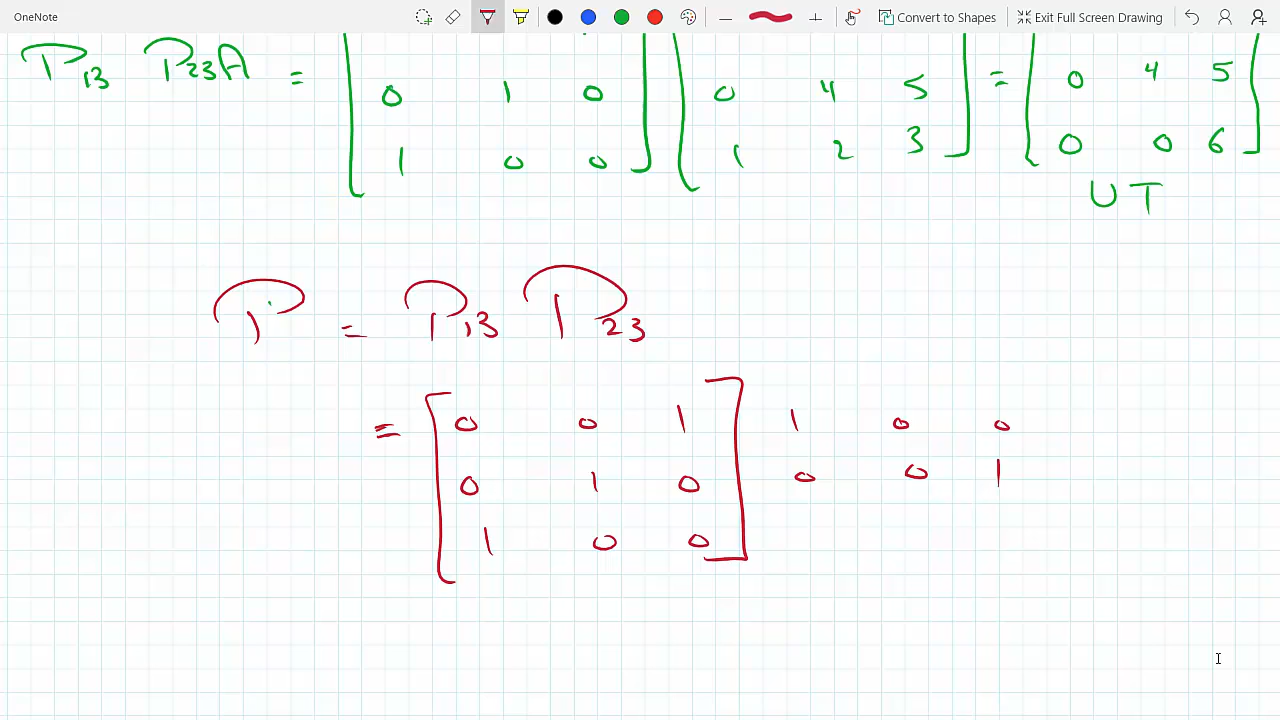 OneNote
Convert to Shapes
Exit Full Screen Drawing
P13 P23A = [ 0 1 0 ] [ 0 4 5 ] = [ 0 4 5 ]
1 0 0 1 2 3 0 0 6
U T
P = P13 P23
= [ 0 0 1 ] 1 0 0
0 1 0 0 0 1
1 0 0